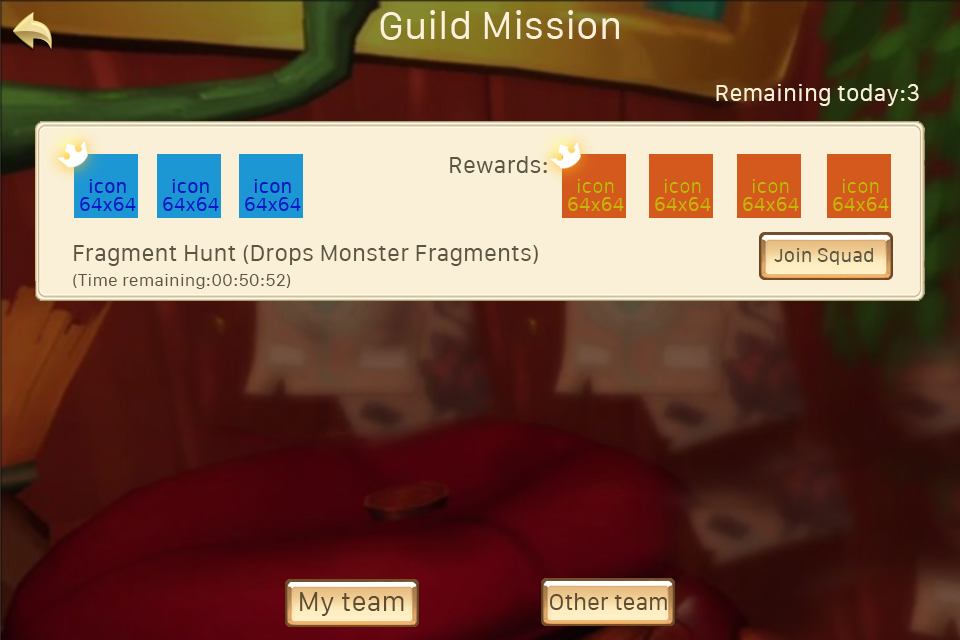 Guild Mission
Remaining today:3
icon
64x64
icon
64x64
icon
64x64
Rewards:
icon
64x64
icon
64x64
icon
64x64
icon
64x64
Fragment Hunt (Drops Monster Fragments)
(Time remaining:00:50:52)
Join Squad
My team
Other team